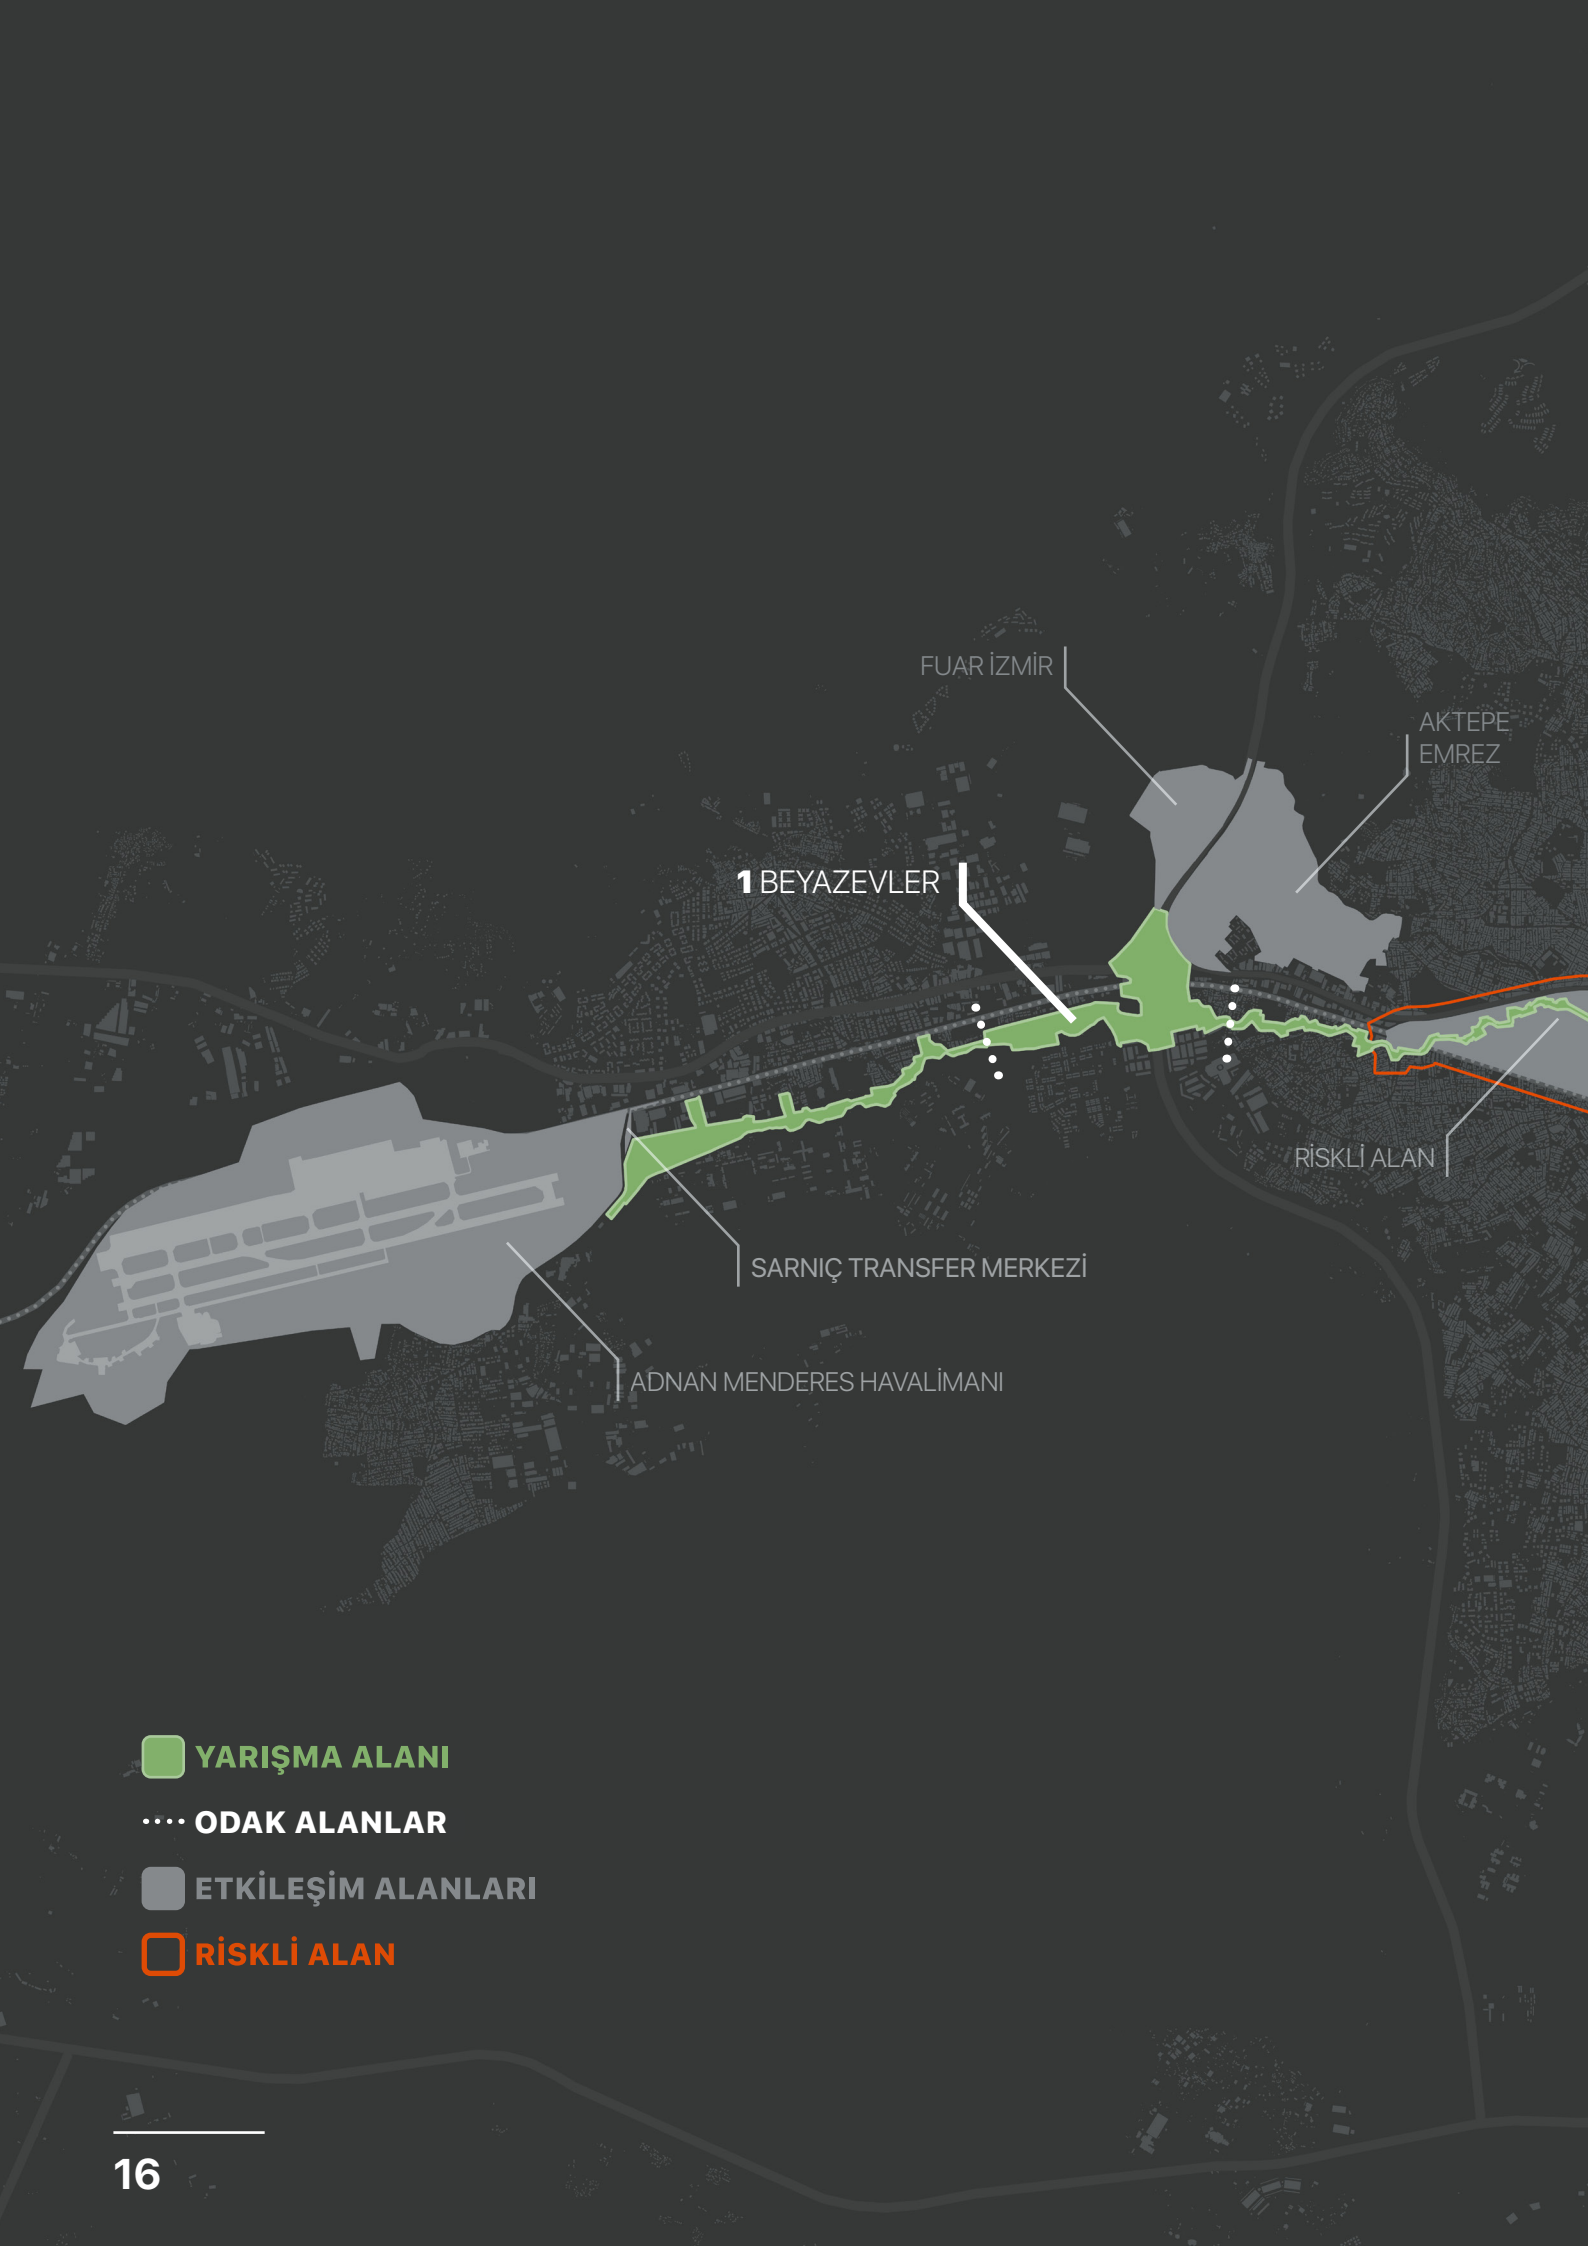 FUAR İZMİR
AKTEPE
EMREZ
1 BEYAZEVLER
RİSKLİ ALAN
SARNIÇ TRANSFER MERKEZİ
ADNAN MENDERES HAVALİMANI
YARIŞMA ALANI
ODAK ALANLAR
ETKİLEŞİM ALANLARI
RİSKLİ ALAN
16